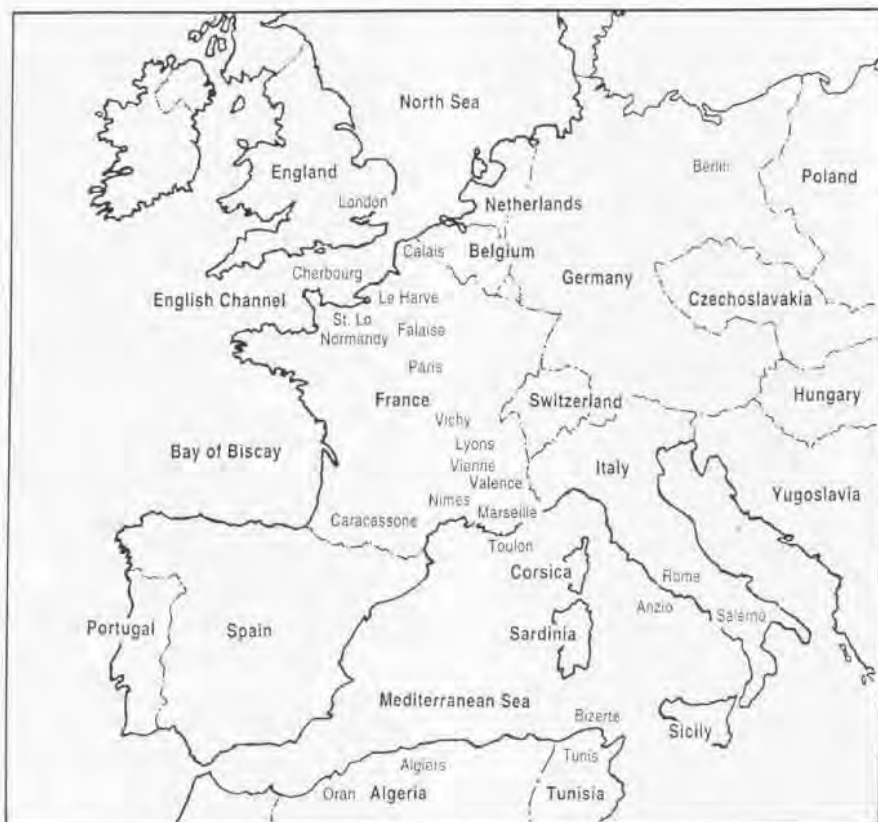 North Sea
England
London
Berlin
Poland
Netherlands
Calais
Belgium
Cherbourg
Germany
English Channel
Le Harve
Czechoslavakia
St. Lo
Normandy
Falaise
Paris
France
Switzerland
Hungary
Vichy
Bay of Biscay
Lyons
Vienne
Italy
Valence
Yugoslavia
Nimes
Caracassone
Marseille
Toulon
Corsica
Rome
Anzio
Salerno
Portugal
Spain
Sardinia
Mediterranean Sea
Bizerte
Sicily
Algiers
Tunis
Oran
Algeria
Tunisia